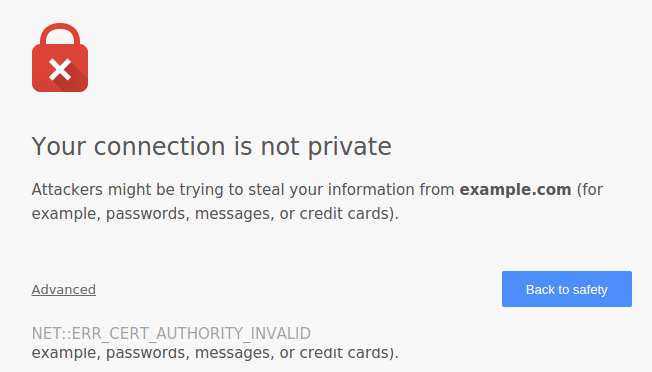 Your connection is not private
Attackers might be trying to steal your information from example.com (for
example, passwords, messages, or credit cards).
Advanced
Back to safety
NET::ERR_CERT_AUTHORITY_INVALID
example, passwords, messages, or credit cards).